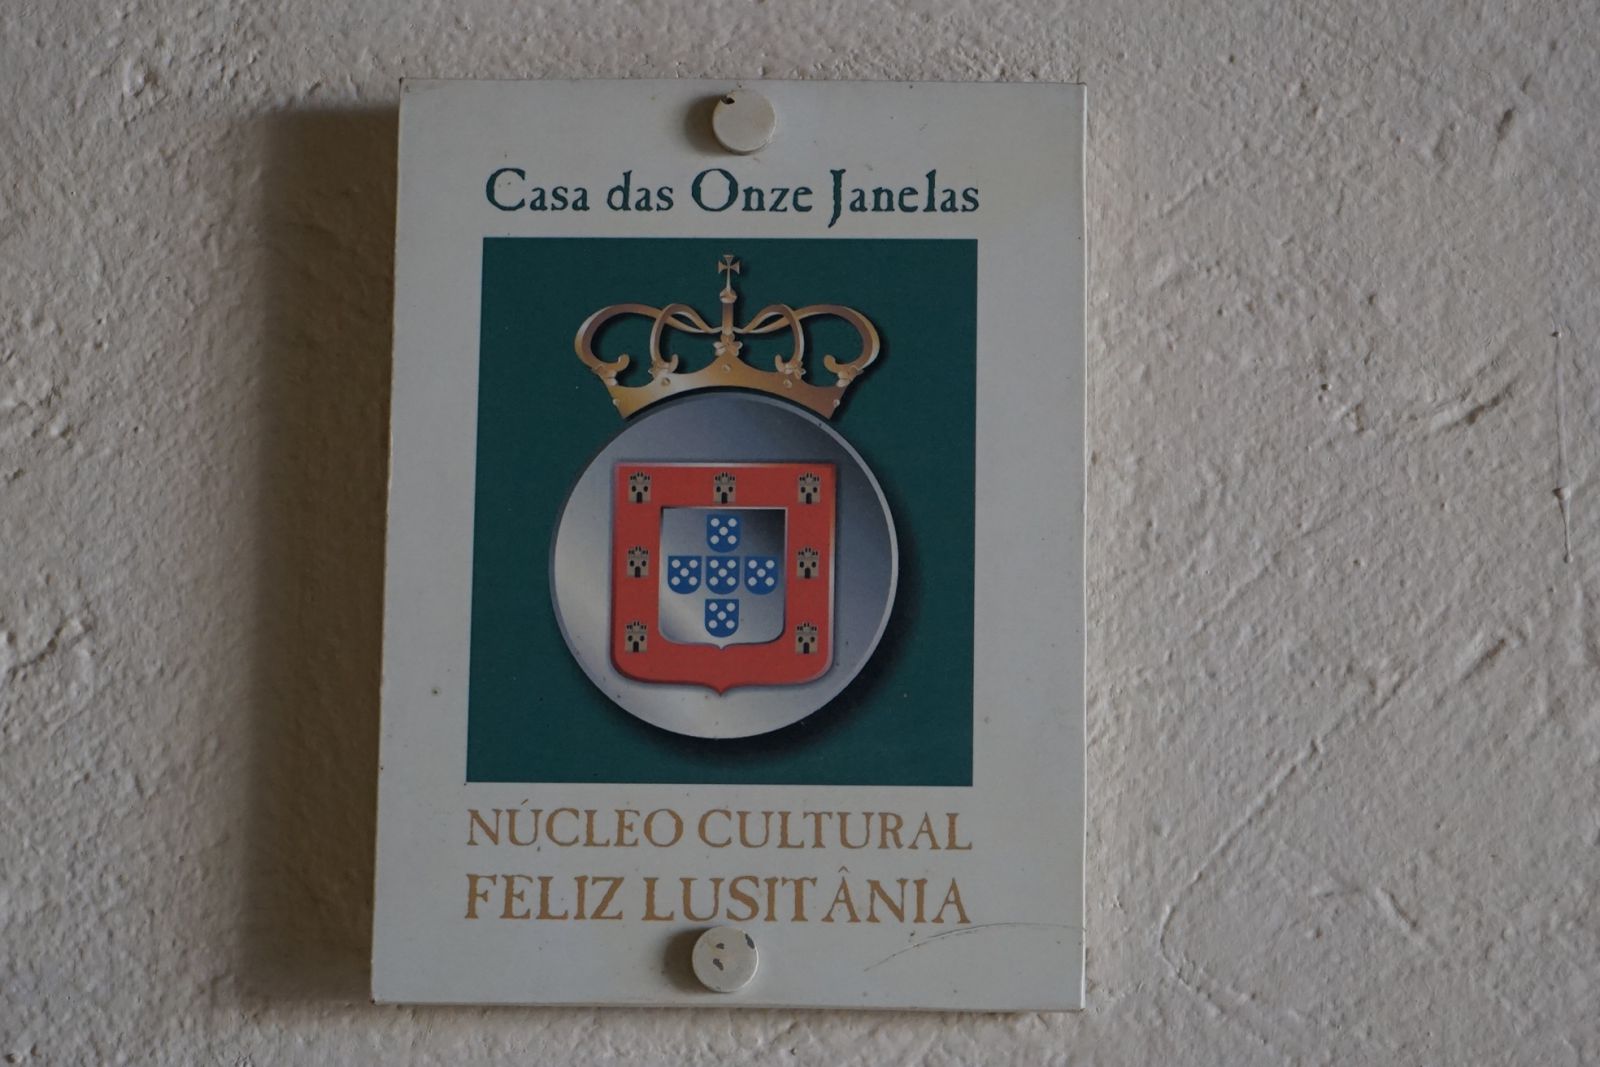 Casa das Onze Janelas
NÚCLEO CULTURAL
FELIZ LUSITÂNIA